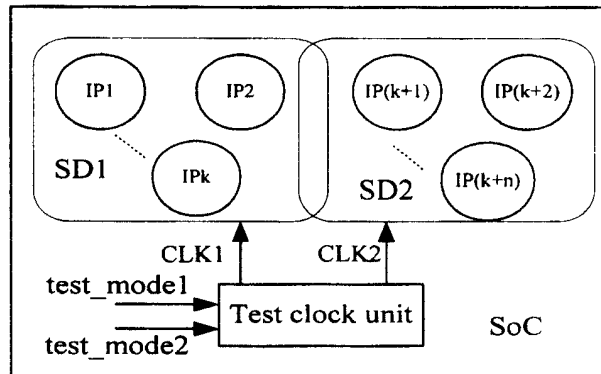 IP1
IP2
IP(k+1)
IP(k+2)
SD1
IPk
SD2
IP(k+n)
CLK1
CLK2
test_mode1
test_mode2
Test clock unit
SoC